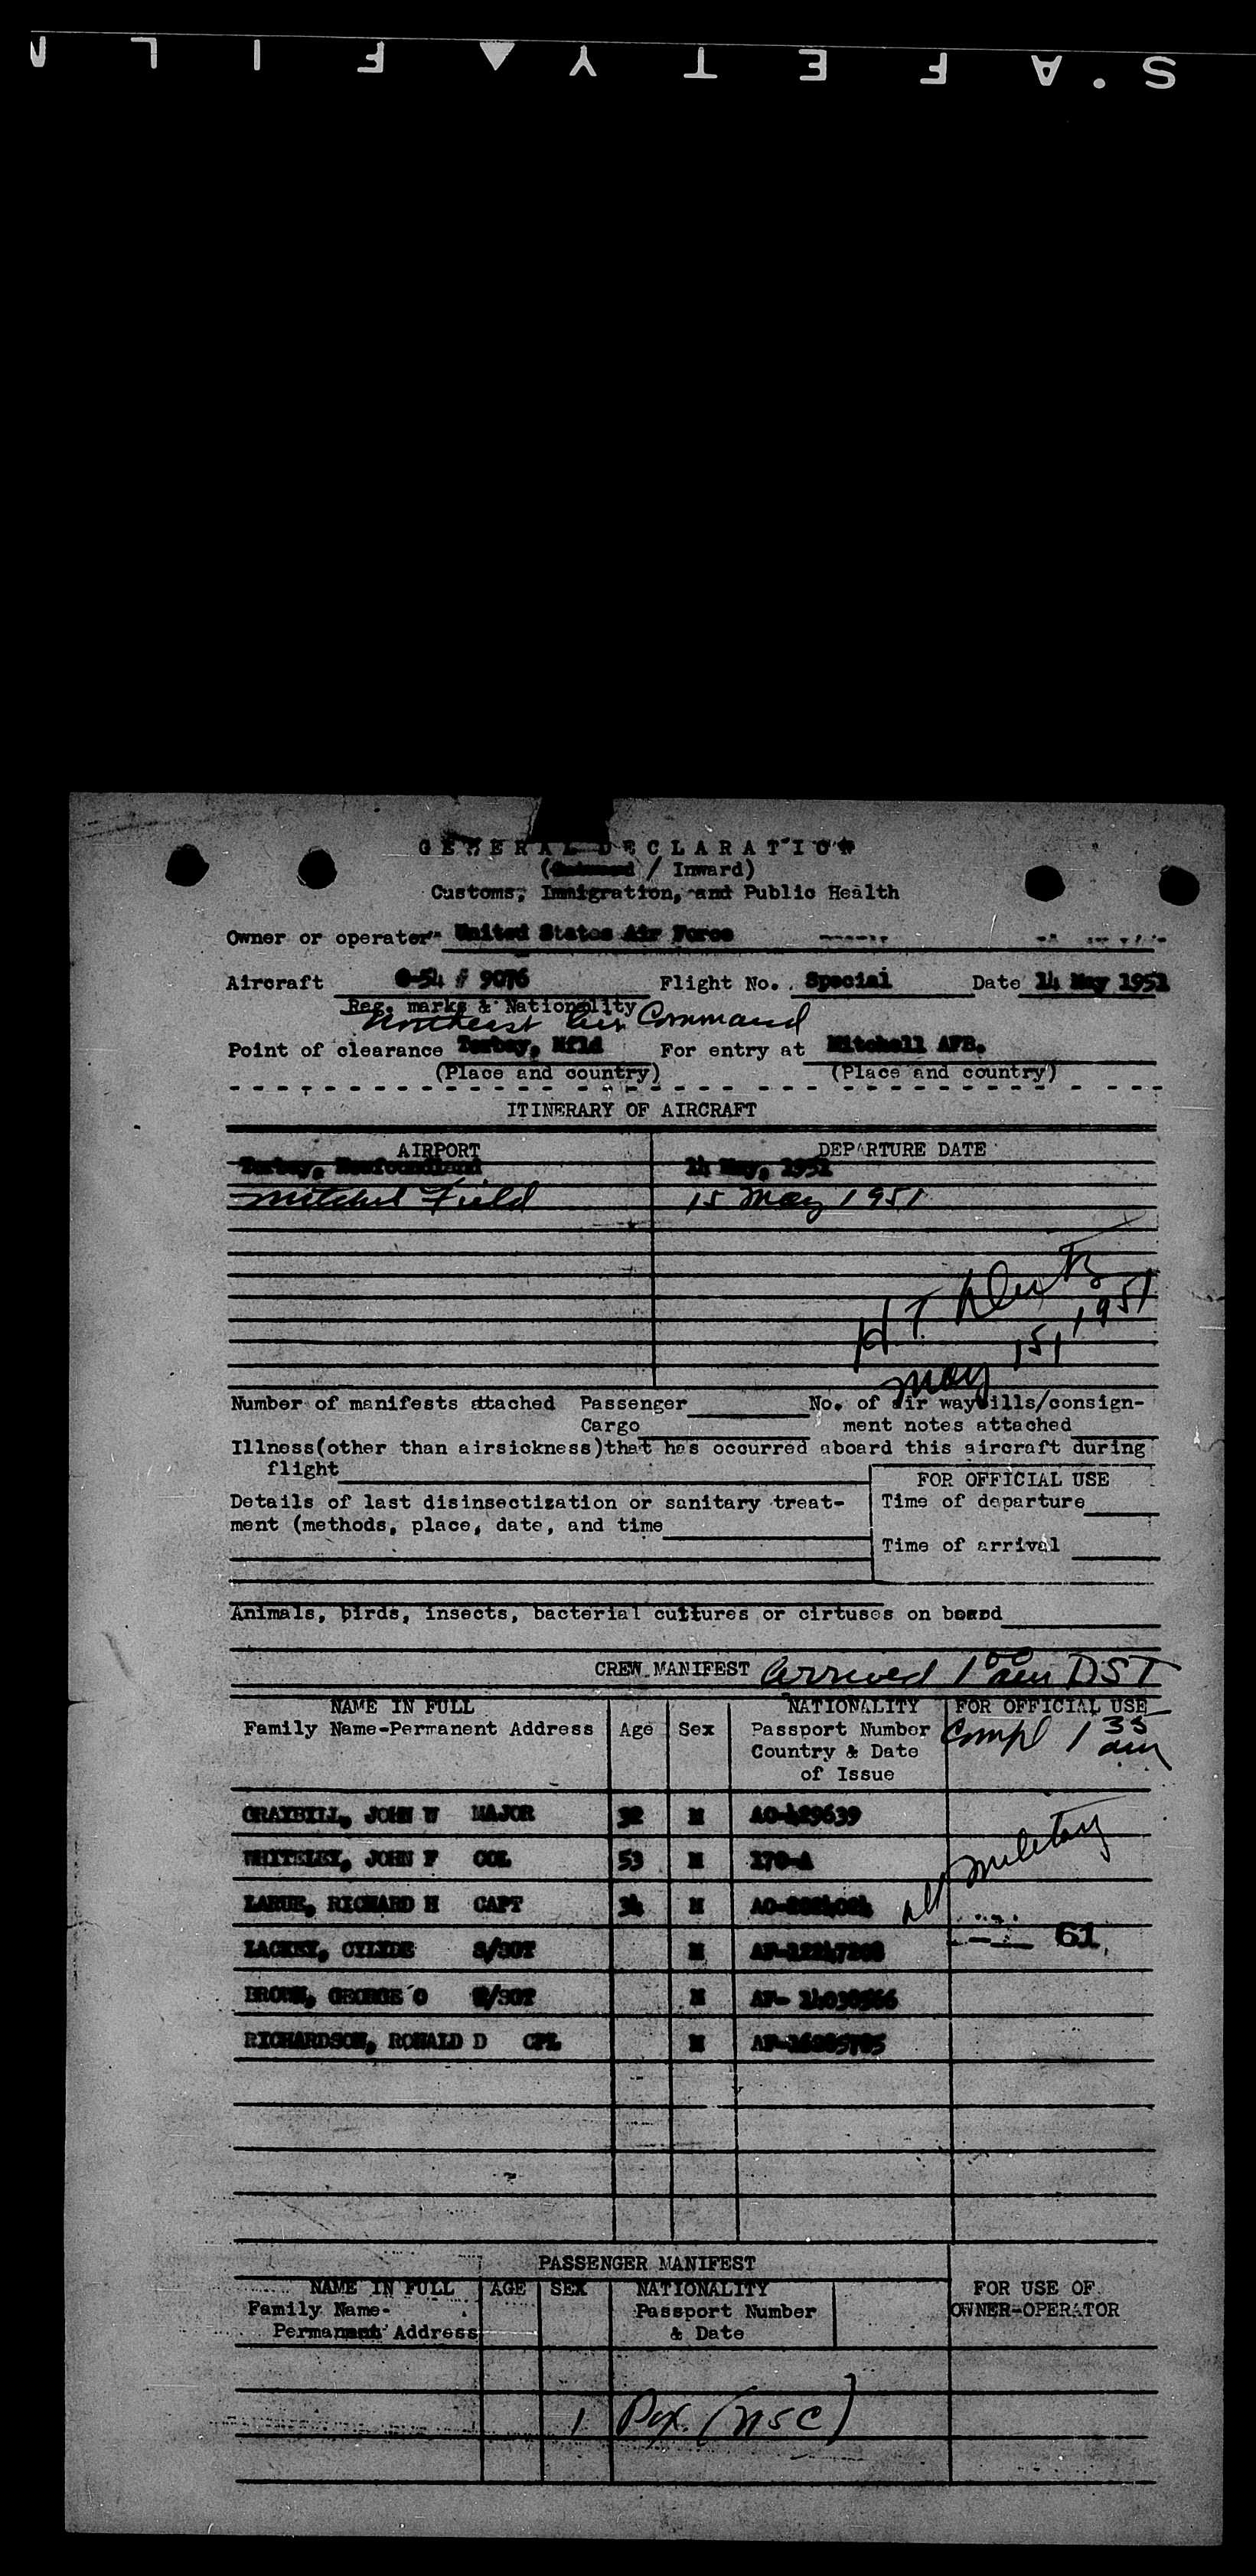 S.AFETY▲FILM
GENERAL DECLARATION
(Outward / Inward)
Customs, Immigration, and Public Health
Owner or operator United States Air Force
Aircraft C-54 # 9076 Flight No. Special Date 14 May 1951
Reg. marks & Nationality
Northeast Air Command
Point of clearance Torbay, Nfld For entry at Mitchell AFB.
(Place and country) (Place and country)
ITINERARY OF AIRCRAFT
AIRPORT DEPARTURE DATE
Torbay, Newfoundland 14 May, 1951
Mitchel Field 15 May 1951
H T
May 15, 1951
Number of manifests attached Passenger No. of air waybills/consign-
Cargo ment notes attached
Illness(other than airsickness)that has occurred aboard this aircraft during
flight
FOR OFFICIAL USE
Details of last disinsectization or sanitary treat- Time of departure
ment (methods, place, date, and time
Time of arrival
Animals, birds, insects, bacterial cultures or cirtuses on board
CREW MANIFEST Arrived 1 00 am DST
NAME IN FULL NATIONALITY FOR OFFICIAL USE
Family Name-Permanent Address Age Sex Passport Number Compl 1 35 am
Country & Date
of Issue
GRAYBILL, JOHN W MAJOR 32 M AO-429639
WHITELEY, JOHN F COL 53 M 170-A
LARUE, RICHARD H CAPT 34 M
all military
LACKEY, S/SGT M
61
BROWN, GEORGE O M
RICHARDSON, RONALD D CPL M
PASSENGER MANIFEST
NAME IN FULL AGE SEX NATIONALITY FOR USE OF
Family Name- Passport Number OWNER-OPERATOR
Permanent Address & Date
1 Pax. (NSC)